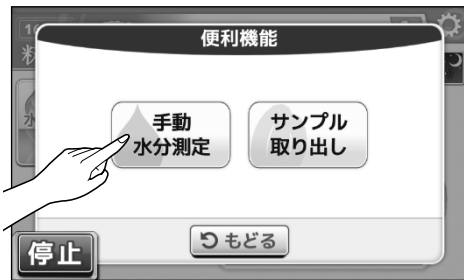 便利機能
手動
水分測定
サンプル
取り出し
もどる
停止